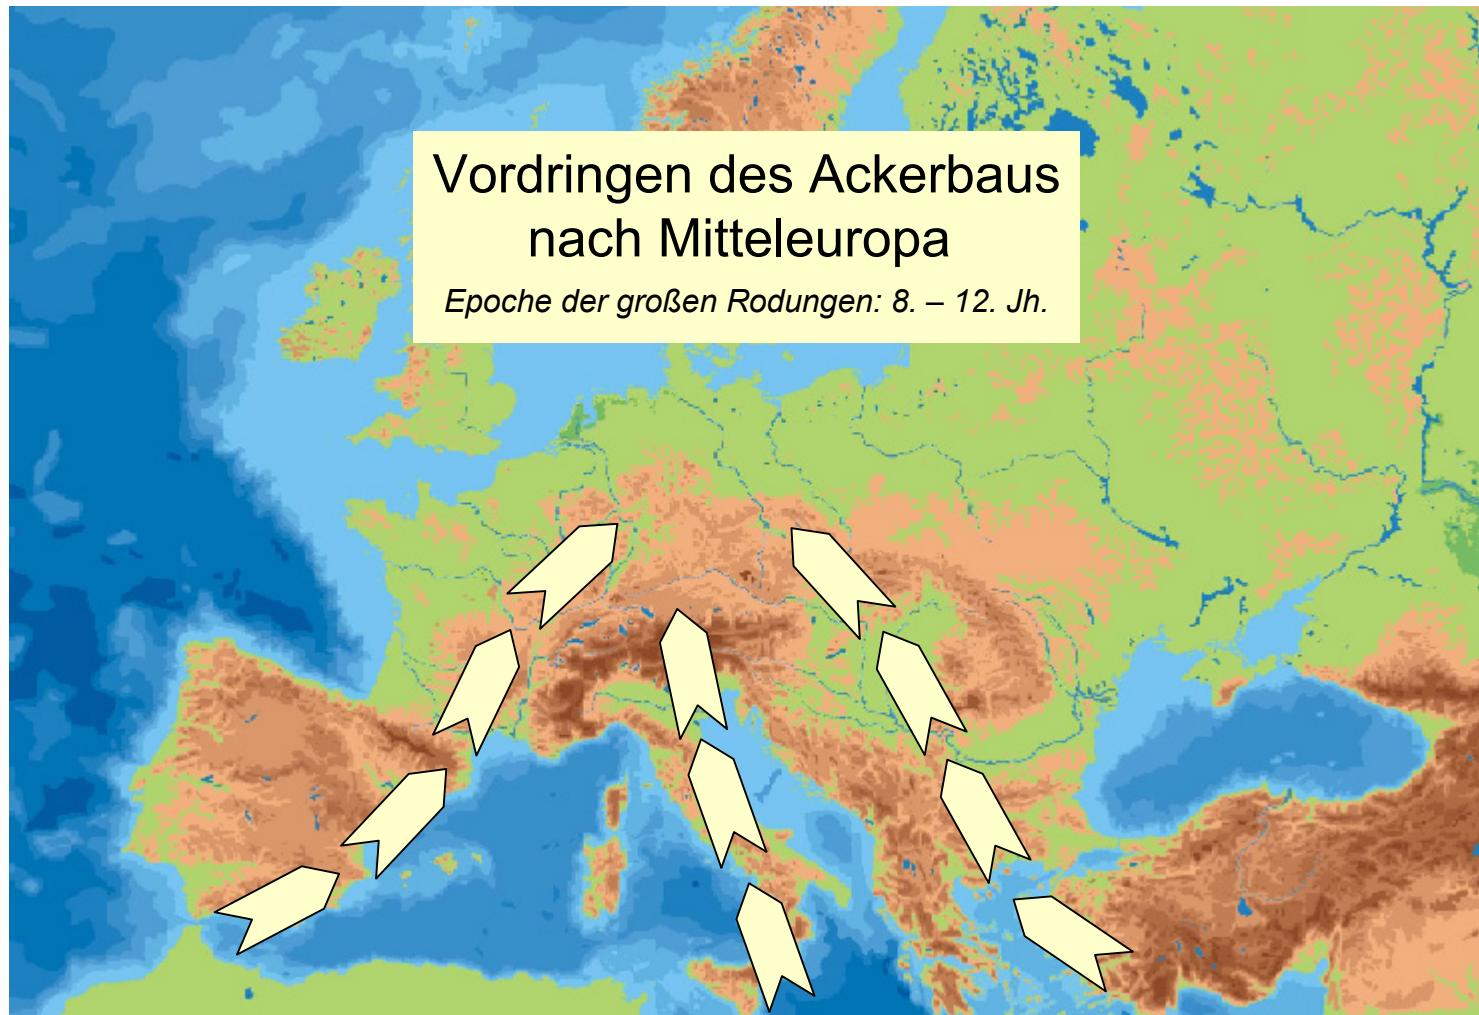 Vordringen des Ackerbaus
nach Mitteleuropa
Epoche der großen Rodungen: 8. – 12. Jh.